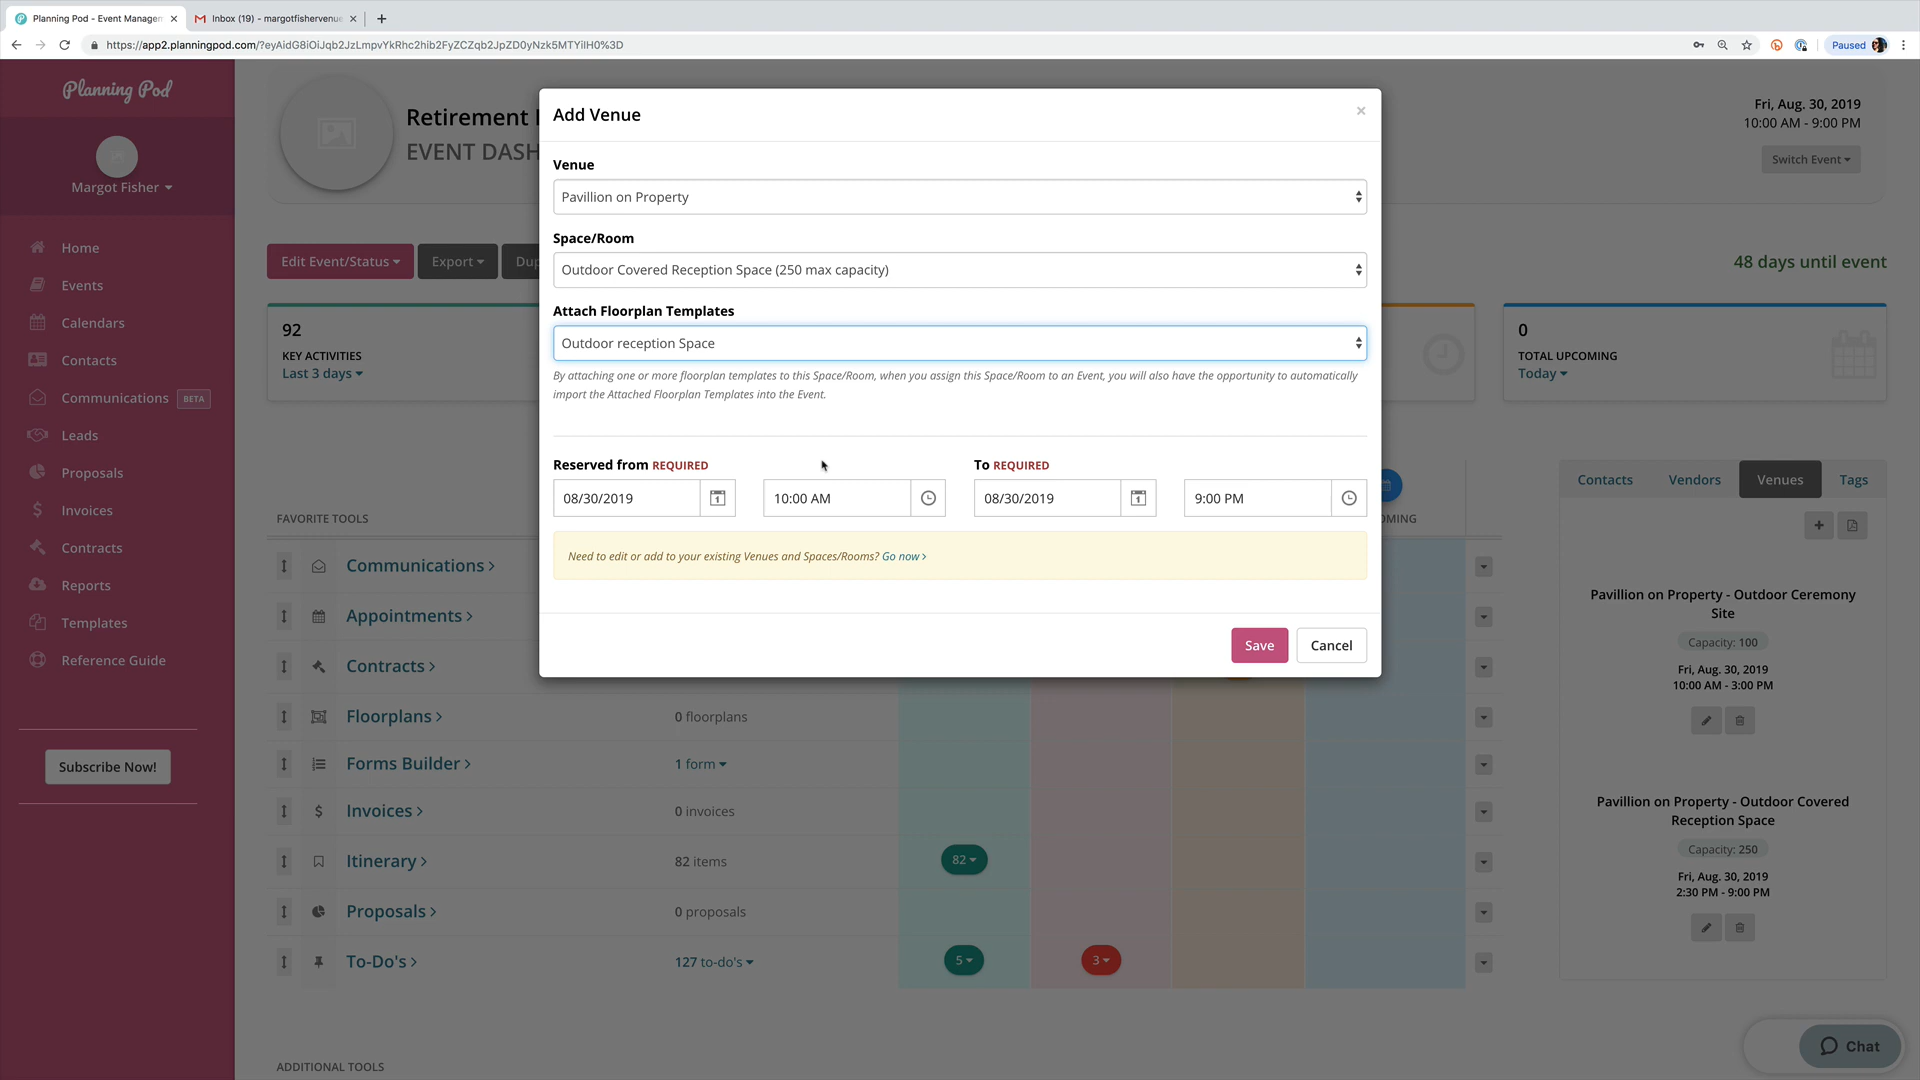 Planning Pod - Event Managem
Inbox (19) - margotfishervenue
https://app2.planningpod.com/?eyAidG8iOiJqb2JzLmpvYkRhc2hib2FyZCZqb2JpZD0yNzk5MTYiIH0%3D
Paused
Planning Pod
Margot Fisher
Home
Events
Calendars
Contacts
Communications BETA
Leads
Proposals
Invoices
Contracts
Reports
Templates
Reference Guide
Subscribe Now!
Retirement
EVENT DASH
Fri, Aug. 30, 2019
10:00 AM - 9:00 PM
Switch Event
Edit Event/Status
Export
Dup
48 days until event
92
KEY ACTIVITIES
Last 3 days
0
TOTAL UPCOMING
Today
Add Venue
×
Venue
Pavillion on Property
Space/Room
Outdoor Covered Reception Space (250 max capacity)
Attach Floorplan Templates
Outdoor reception Space
By attaching one or more floorplan templates to this Space/Room, when you assign this Space/Room to an Event, you will also have the opportunity to automatically
import the Attached Floorplan Templates into the Event.
Reserved from REQUIRED
To REQUIRED
08/30/2019
10:00 AM
08/30/2019
9:00 PM
Need to edit or add to your existing Venues and Spaces/Rooms? Go now >
Save
Cancel
FAVORITE TOOLS
OMING
Communications >
Appointments >
Contracts >
Floorplans >
0 floorplans
Forms Builder >
1 form
Invoices >
0 invoices
Itinerary >
82 items
82
Proposals >
0 proposals
To-Do's >
127 to-do's
5
3
ADDITIONAL TOOLS
Contacts
Vendors
Venues
Tags
Pavillion on Property - Outdoor Ceremony
Site
Capacity: 100
Fri, Aug. 30, 2019
10:00 AM - 3:00 PM
Pavillion on Property - Outdoor Covered
Reception Space
Capacity: 250
Fri, Aug. 30, 2019
2:30 PM - 9:00 PM
Chat